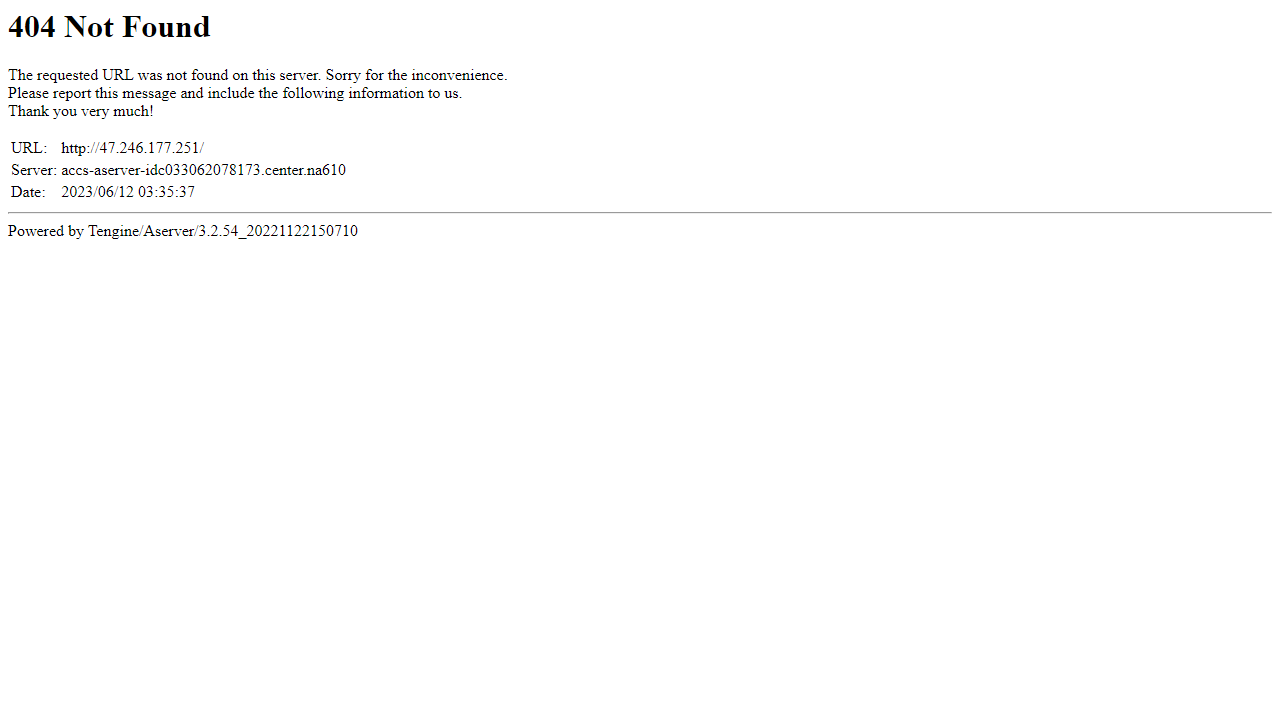 404 Not Found
The requested URL was not found on this server. Sorry for the inconvenience.
Please report this message and include the following information to us.
Thank you very much!
URL: http://47.246.177.251/
Server: accs-aserver-idc033062078173.center.na610
Date: 2023/06/12 03:35:37
Powered by Tengine/Aserver/3.2.54_20221122150710